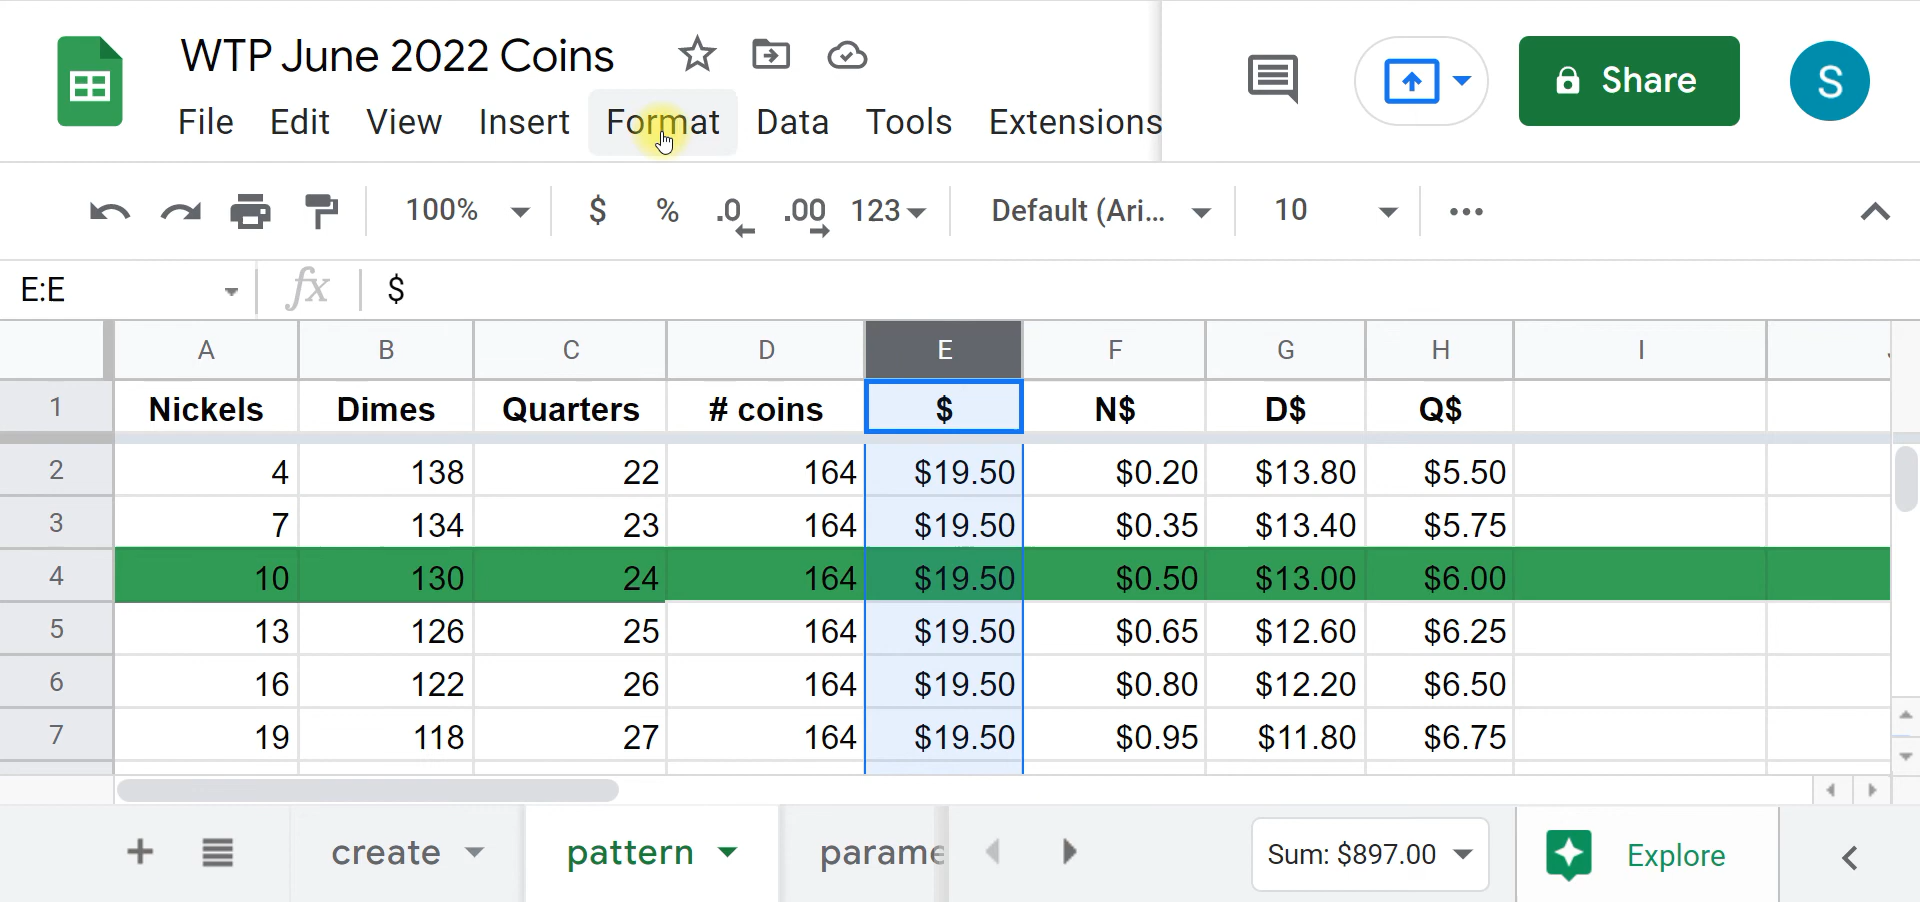 WTP June 2022 Coins
File Edit View Insert Format Data Tools Extensions
Share
S
100% $ % .0 .00 123 Default (Ari... 10
E:E fx $
A B C D E F G H I
1 Nickels Dimes Quarters # coins $ N$ D$ Q$
2 4 138 22 164 $19.50 $0.20 $13.80 $5.50
3 7 134 23 164 $19.50 $0.35 $13.40 $5.75
4 10 130 24 164 $19.50 $0.50 $13.00 $6.00
5 13 126 25 164 $19.50 $0.65 $12.60 $6.25
6 16 122 26 164 $19.50 $0.80 $12.20 $6.50
7 19 118 27 164 $19.50 $0.95 $11.80 $6.75
create pattern parame Sum: $897.00 Explore